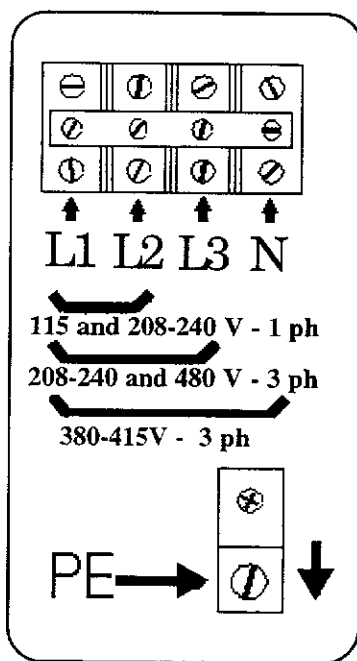 L1 L2 L3 N
115 and 208-240 V - 1 ph
208-240 and 480 V - 3 ph
380-415V - 3 ph
PE